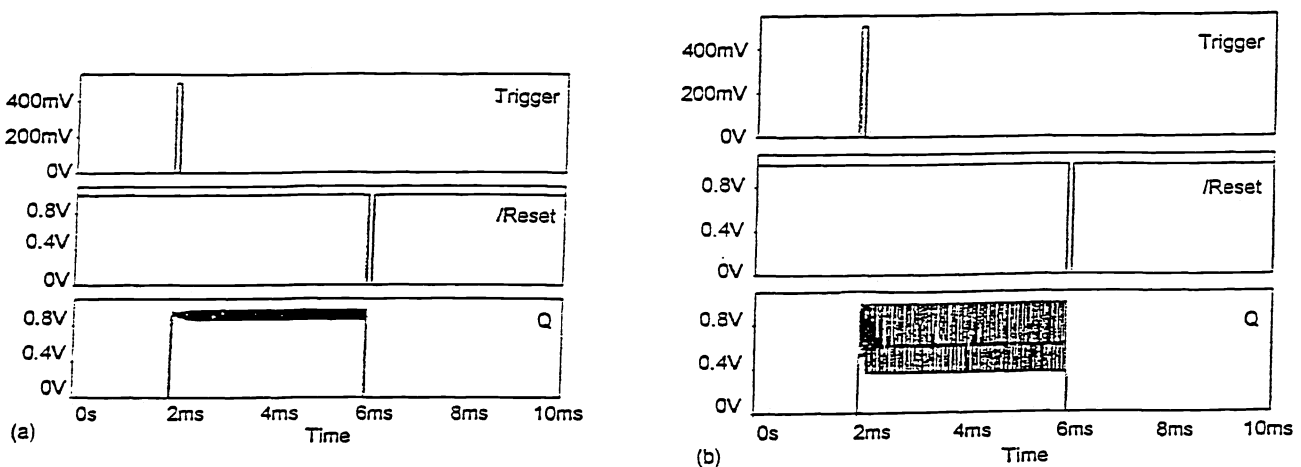 400mV
200mV
0V
Trigger
0.8V
0.4V
0V
/Reset
0.8V
0.4V
0V
Q
0s 2ms 4ms 6ms 8ms 10ms
Time
(a)
400mV
200mV
0V
Trigger
0.8V
0.4V
0V
/Reset
0.8V
0.4V
0V
Q
0s 2ms 4ms 6ms 8ms 10ms
Time
(b)